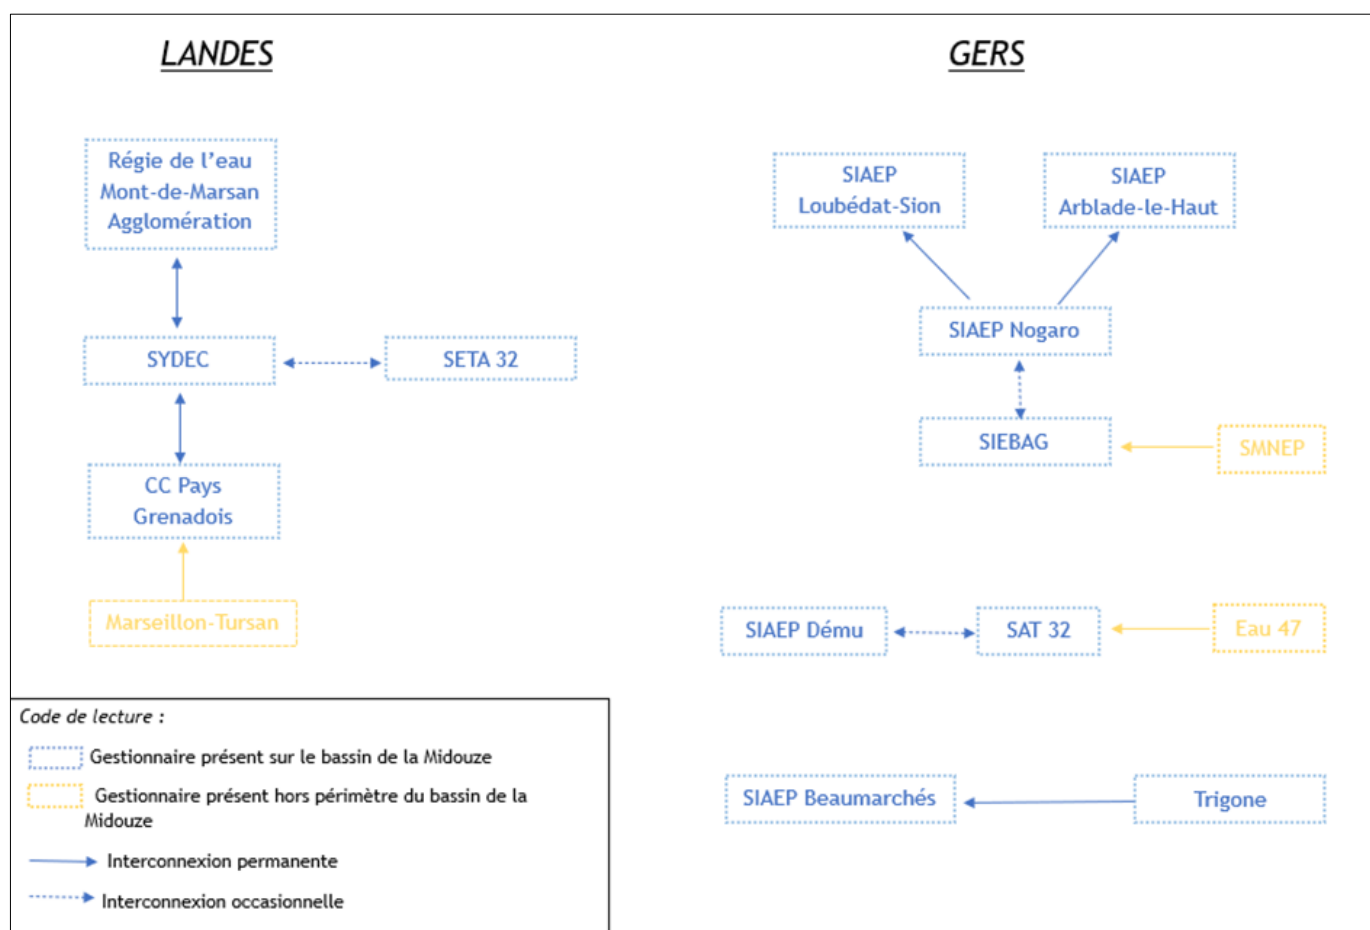 LANDES
Régie de l’eau
Mont-de-Marsan
Agglomération
SYDEC
SETA 32
CC Pays
Grenadois
Marseillon-Tursan
GERS
SIAEP
Loubédat-Sion
SIAEP
Arblade-le-Haut
SIAEP Nogaro
SIEBAG
SMNEP
SIAEP Dému
SAT 32
Eau 47
SIAEP Beaumarchés
Trigone
Code de lecture :
Gestionnaire présent sur le bassin de la Midouze
Gestionnaire présent hors périmètre du bassin de la
Midouze
Interconnexion permanente
Interconnexion occasionnelle